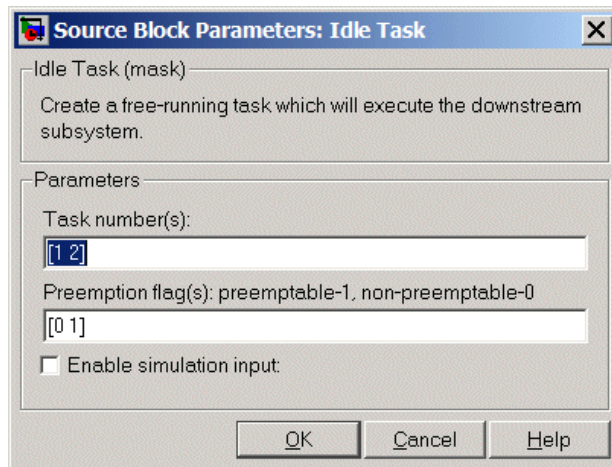 Source Block Parameters: Idle Task
Idle Task (mask)
Create a free-running task which will execute the downstream
subsystem.
Parameters
Task number(s):
[1 2]
Preemption flag(s): preemptable-1, non-preemptable-0
[0 1]
Enable simulation input:
OK Cancel Help